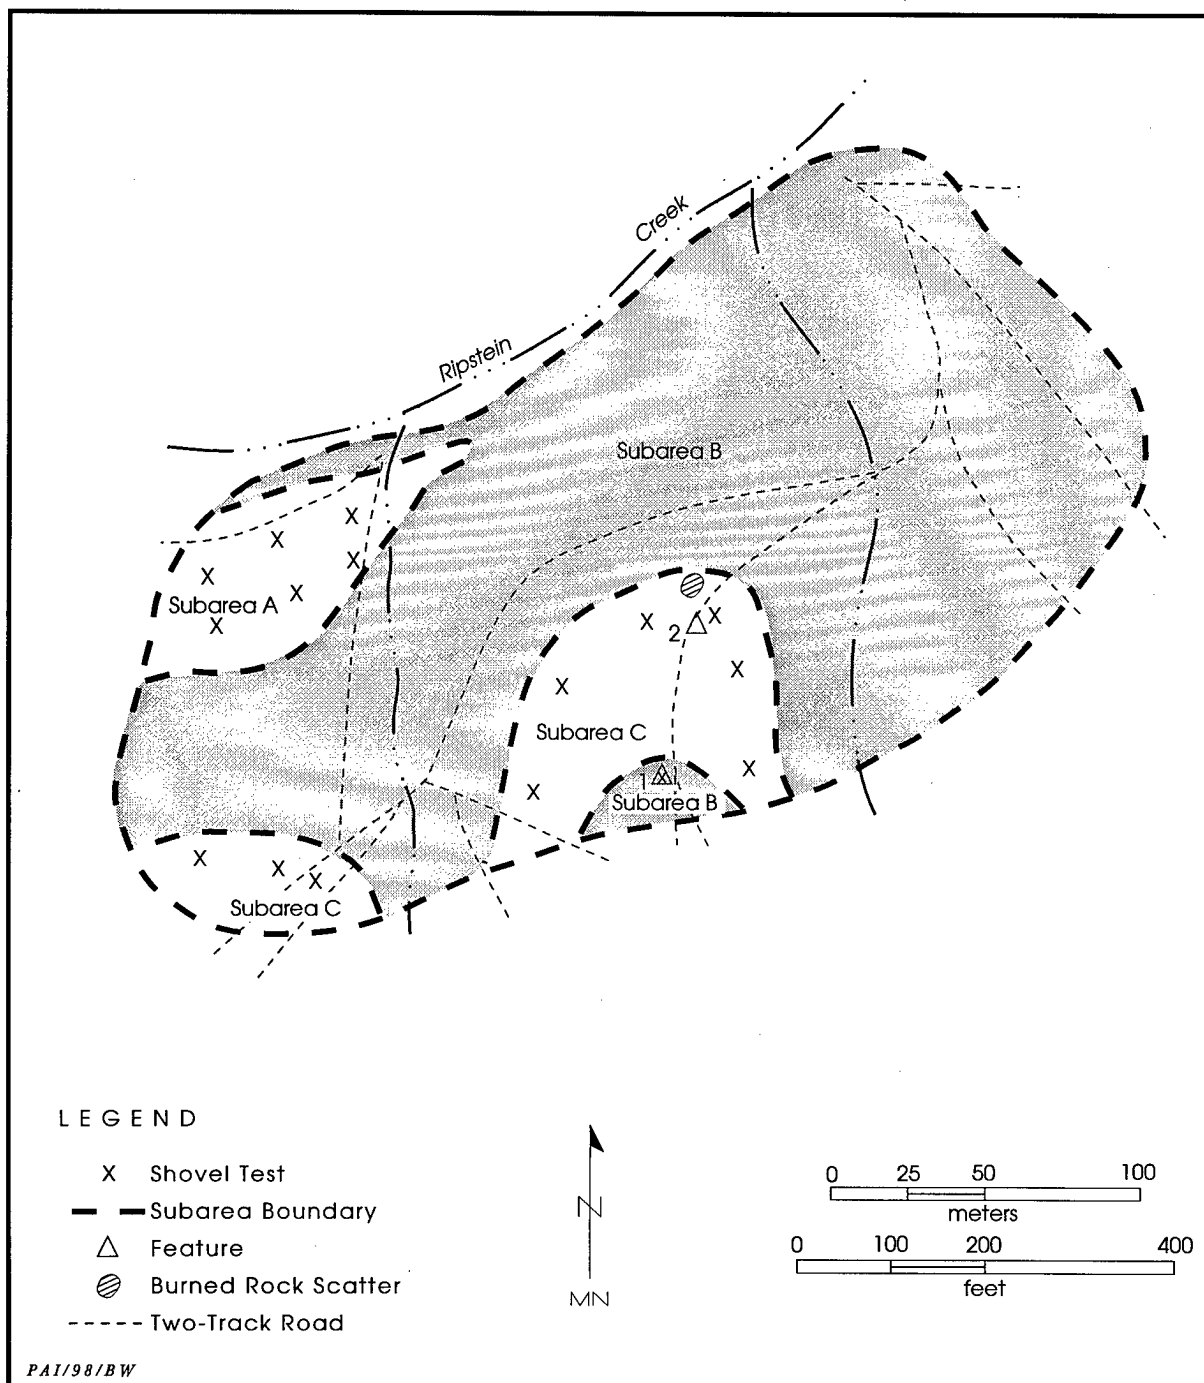 Creek
Ripstein
Subarea B
X
X
X
X
X
Subarea A
X
X
X
2
X
X
Subarea C
X
1 X
X
Subarea B
X
X
X
Subarea C
LEGEND
X Shovel Test
Subarea Boundary
Feature
Burned Rock Scatter
Two-Track Road
N
MN
0 25 50 100
meters
0 100 200 400
feet
PAI/98/BW